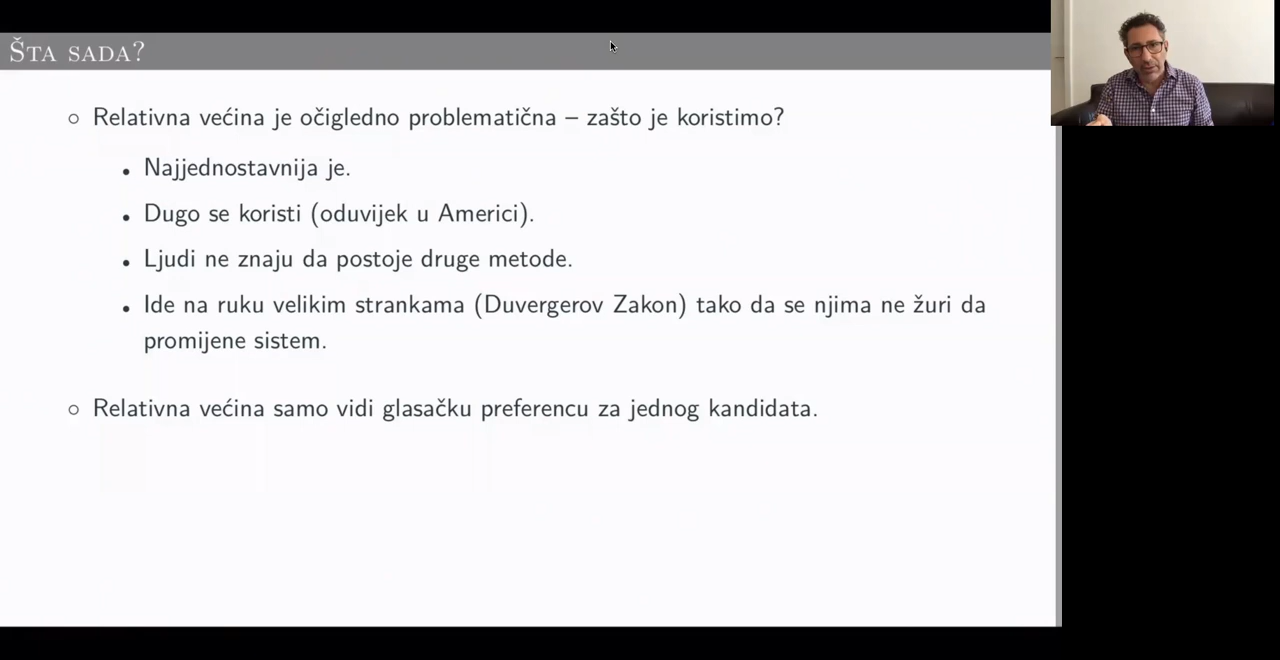 Šta sada?
○ Relativna većina je očigledno problematična – zašto je koristimo?
• Najjednostavnija je.
• Dugo se koristi (oduvijek u Americi).
• Ljudi ne znaju da postoje druge metode.
• Ide na ruku velikim strankama (Duvergerov Zakon) tako da se njima ne žuri da
promijene sistem.
○ Relativna većina samo vidi glasačku preferencu za jednog kandidata.